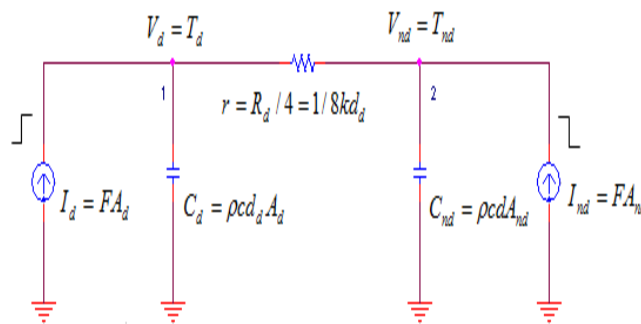 V_d = T_d
V_nd = T_nd
1
r = R_d / 4 = 1/8kd_d
2
I_d = FA_d
C_d = ρcd_d A_d
C_nd = ρcdA_nd
I_nd = FA_n